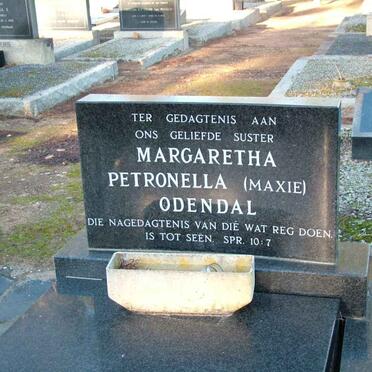 TER GEDAGTENIS AAN
ONS GELIEFDE SUSTER
MARGARETHA
PETRONELLA (MAXIE)
ODENDAL
DIE NAGEDAGTENIS VAN DIÉ WAT REG DOEN,
IS TOT SEËN. SPR. 10:7